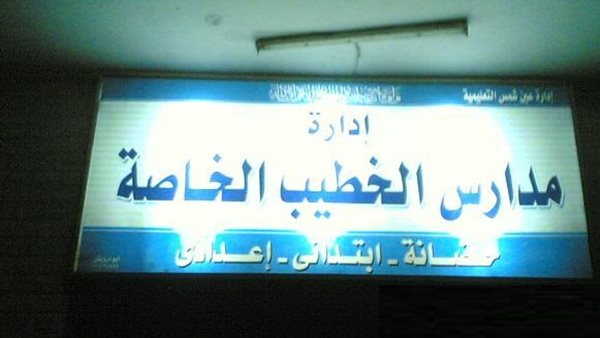 إدارة عين شمس التعليمية
إدارة
مدارس الخطيب الخاصة
حضانة - ابتدائى - إعدادى